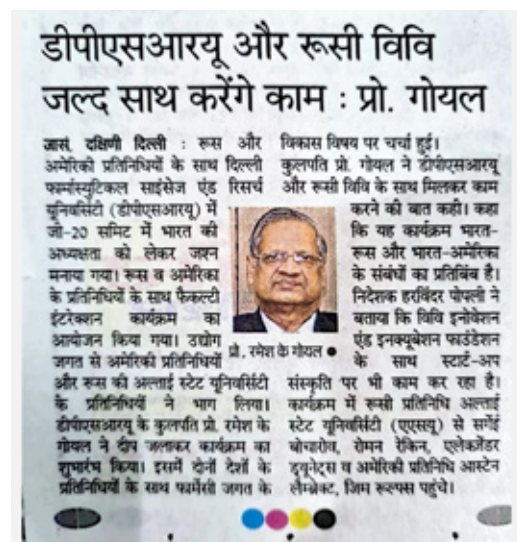 डीपीएसआरयू और रूसी विवि
जल्द साथ करेंगे काम : प्रो. गोयल
जासं, दक्षिणी दिल्ली : रूस और
अमेरिकी प्रतिनिधियों के साथ दिल्ली
फार्मास्युटिकल साइंसेज एंड रिसर्च
यूनिवर्सिटी (डीपीएसआरयू) में
जी-20 समिट में भारत की
अध्यक्षता को लेकर जश्न
मनाया गया। रूस व अमेरिका
के प्रतिनिधियों के साथ फैकल्टी
इंटरेक्शन कार्यक्रम का
आयोजन किया गया। उद्योग
जगत से अमेरिकी प्रतिनिधियों
और रूस की अल्ताई स्टेट यूनिवर्सिटी
के प्रतिनिधियों ने भाग लिया।
डीपीएसआरयू के कुलपति प्रो. रमेश के
गोयल ने दीप जलाकर कार्यक्रम का
शुभारंभ किया। इसमें दोनों देशों के
प्रतिनिधियों के साथ फार्मेसी जगत के
प्रो. रमेश के गोयल ●
विकास विषय पर चर्चा हुई।
कुलपति प्रो. गोयल ने डीपीएसआरयू
और रूसी विवि के साथ मिलकर काम
करने की बात कही। कहा
कि यह कार्यक्रम भारत-
रूस और भारत-अमेरिका
के संबंधों का प्रतिबिंब है।
निदेशक हरविंदर पोपली ने
बताया कि विवि इनोवेशन
एंड इनक्यूबेशन फाउंडेशन
के साथ स्टार्ट-अप
संस्कृति पर भी काम कर रहा है।
कार्यक्रम में रूसी प्रतिनिधि अल्ताई
स्टेट यूनिवर्सिटी (एएसयू) से सर्गेई
बोचारोव, रोमन रैकिन, एलेक्जेंडर
व अमेरिकी प्रतिनिधि आस्टेन
लैम्ब्रेक्ट, जिम रूल्फ्स पहुंचे।